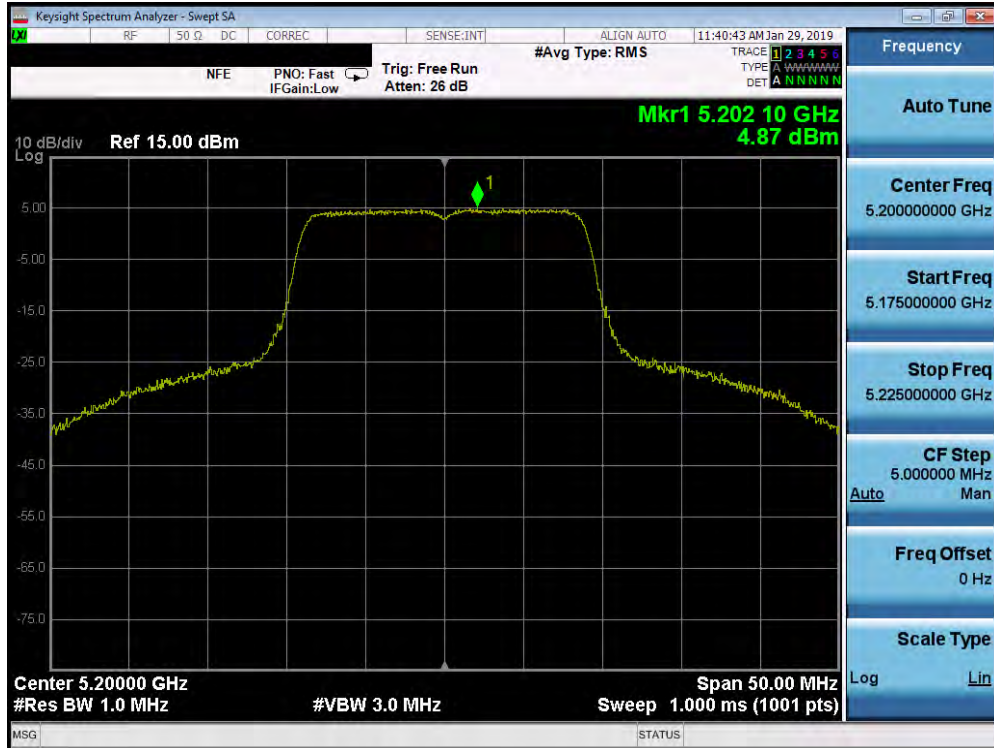 Keysight Spectrum Analyzer - Swept SA
LXI RF 50 Ω DC CORREC SENSE:INT ALIGN AUTO 11:40:43 AM Jan 29, 2019
#Avg Type: RMS TRACE 1 2 3 4 5 6
NFE PNO: Fast Trig: Free Run TYPE A WWWWW
IFGain:Low Atten: 26 dB DET A N N N N N
Mkr1 5.202 10 GHz
4.87 dBm
10 dB/div Ref 15.00 dBm
Log
1
5.00
-5.00
-15.0
-25.0
-35.0
-45.0
-55.0
-65.0
-75.0
Center 5.20000 GHz Span 50.00 MHz
#Res BW 1.0 MHz #VBW 3.0 MHz Sweep 1.000 ms (1001 pts)
MSG STATUS
Frequency
Auto Tune
Center Freq
5.200000000 GHz
Start Freq
5.175000000 GHz
Stop Freq
5.225000000 GHz
CF Step
5.000000 MHz
Auto Man
Freq Offset
0 Hz
Scale Type
Log Lin